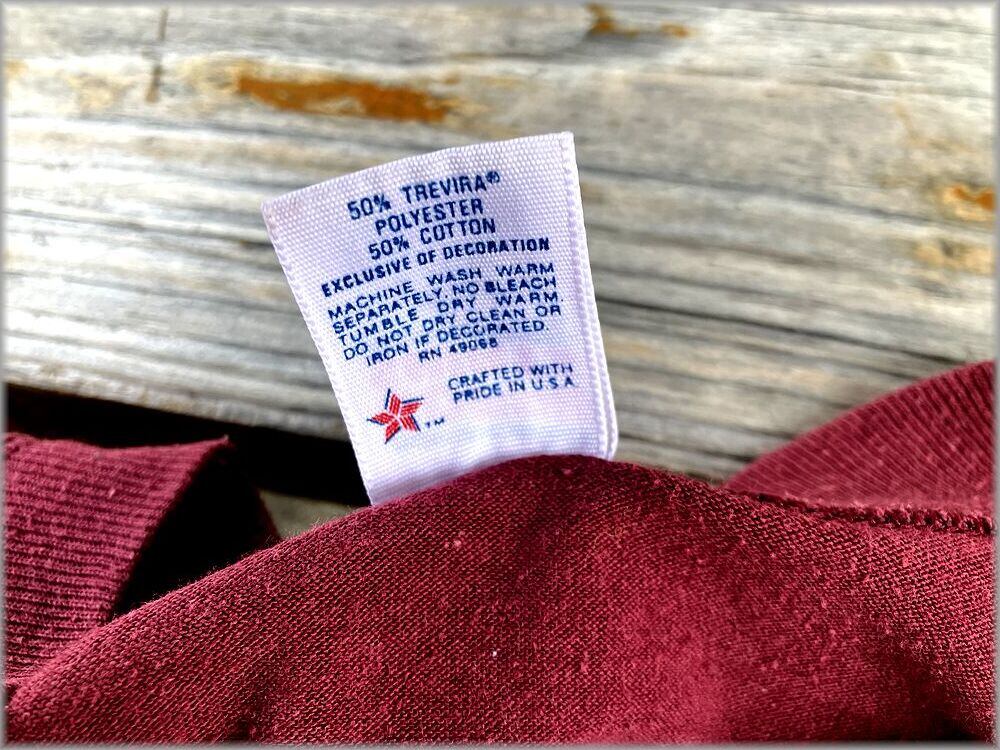 50% TREVIRA®
POLYESTER
50% COTTON
EXCLUSIVE OF DECORATION
MACHINE WASH WARM
SEPARATELY, NO BLEACH
TUMBLE DRY WARM.
DO NOT DRY CLEAN OR
IRON IF DECORATED.
RN 49068
CRAFTED WITH
PRIDE IN U.S.A
TM